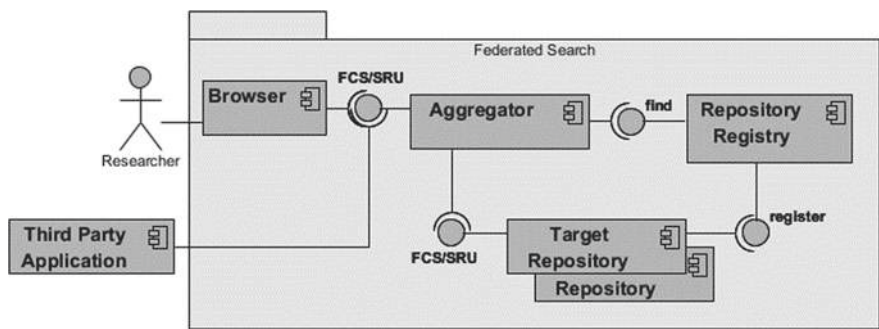 Federated Search
FCS/SRU
Browser
Aggregator
find
Repository
Registry
Researcher
Third Party
Application
FCS/SRU
Target
Repository
Repository
register